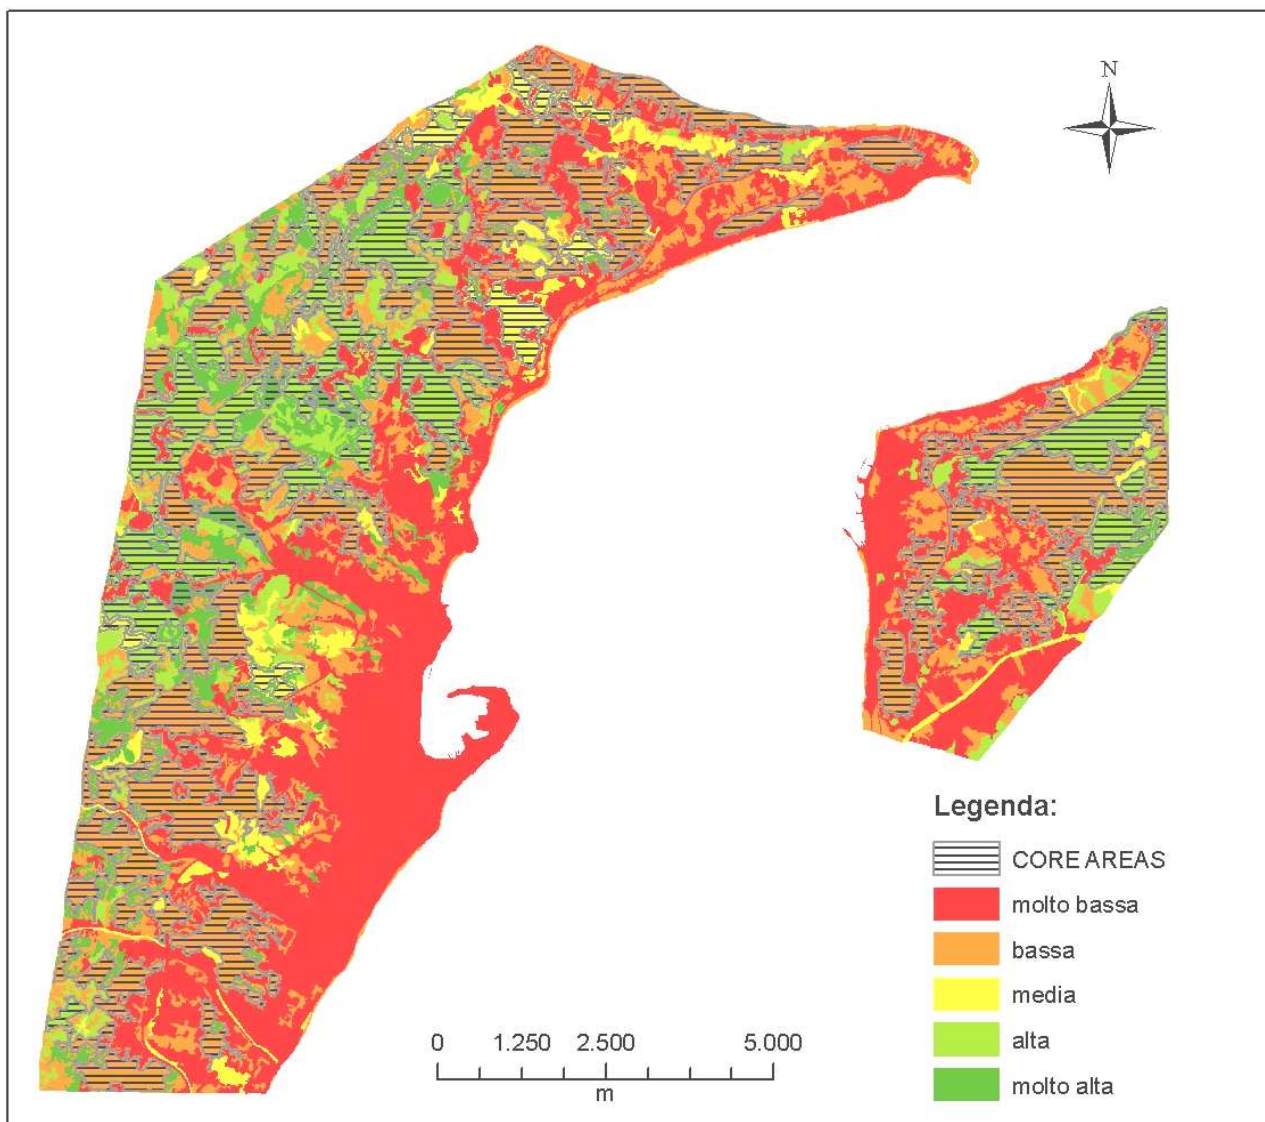 N
Legenda:
CORE AREAS
molto bassa
bassa
media
alta
molto alta
0 1.250 2.500 5.000
m